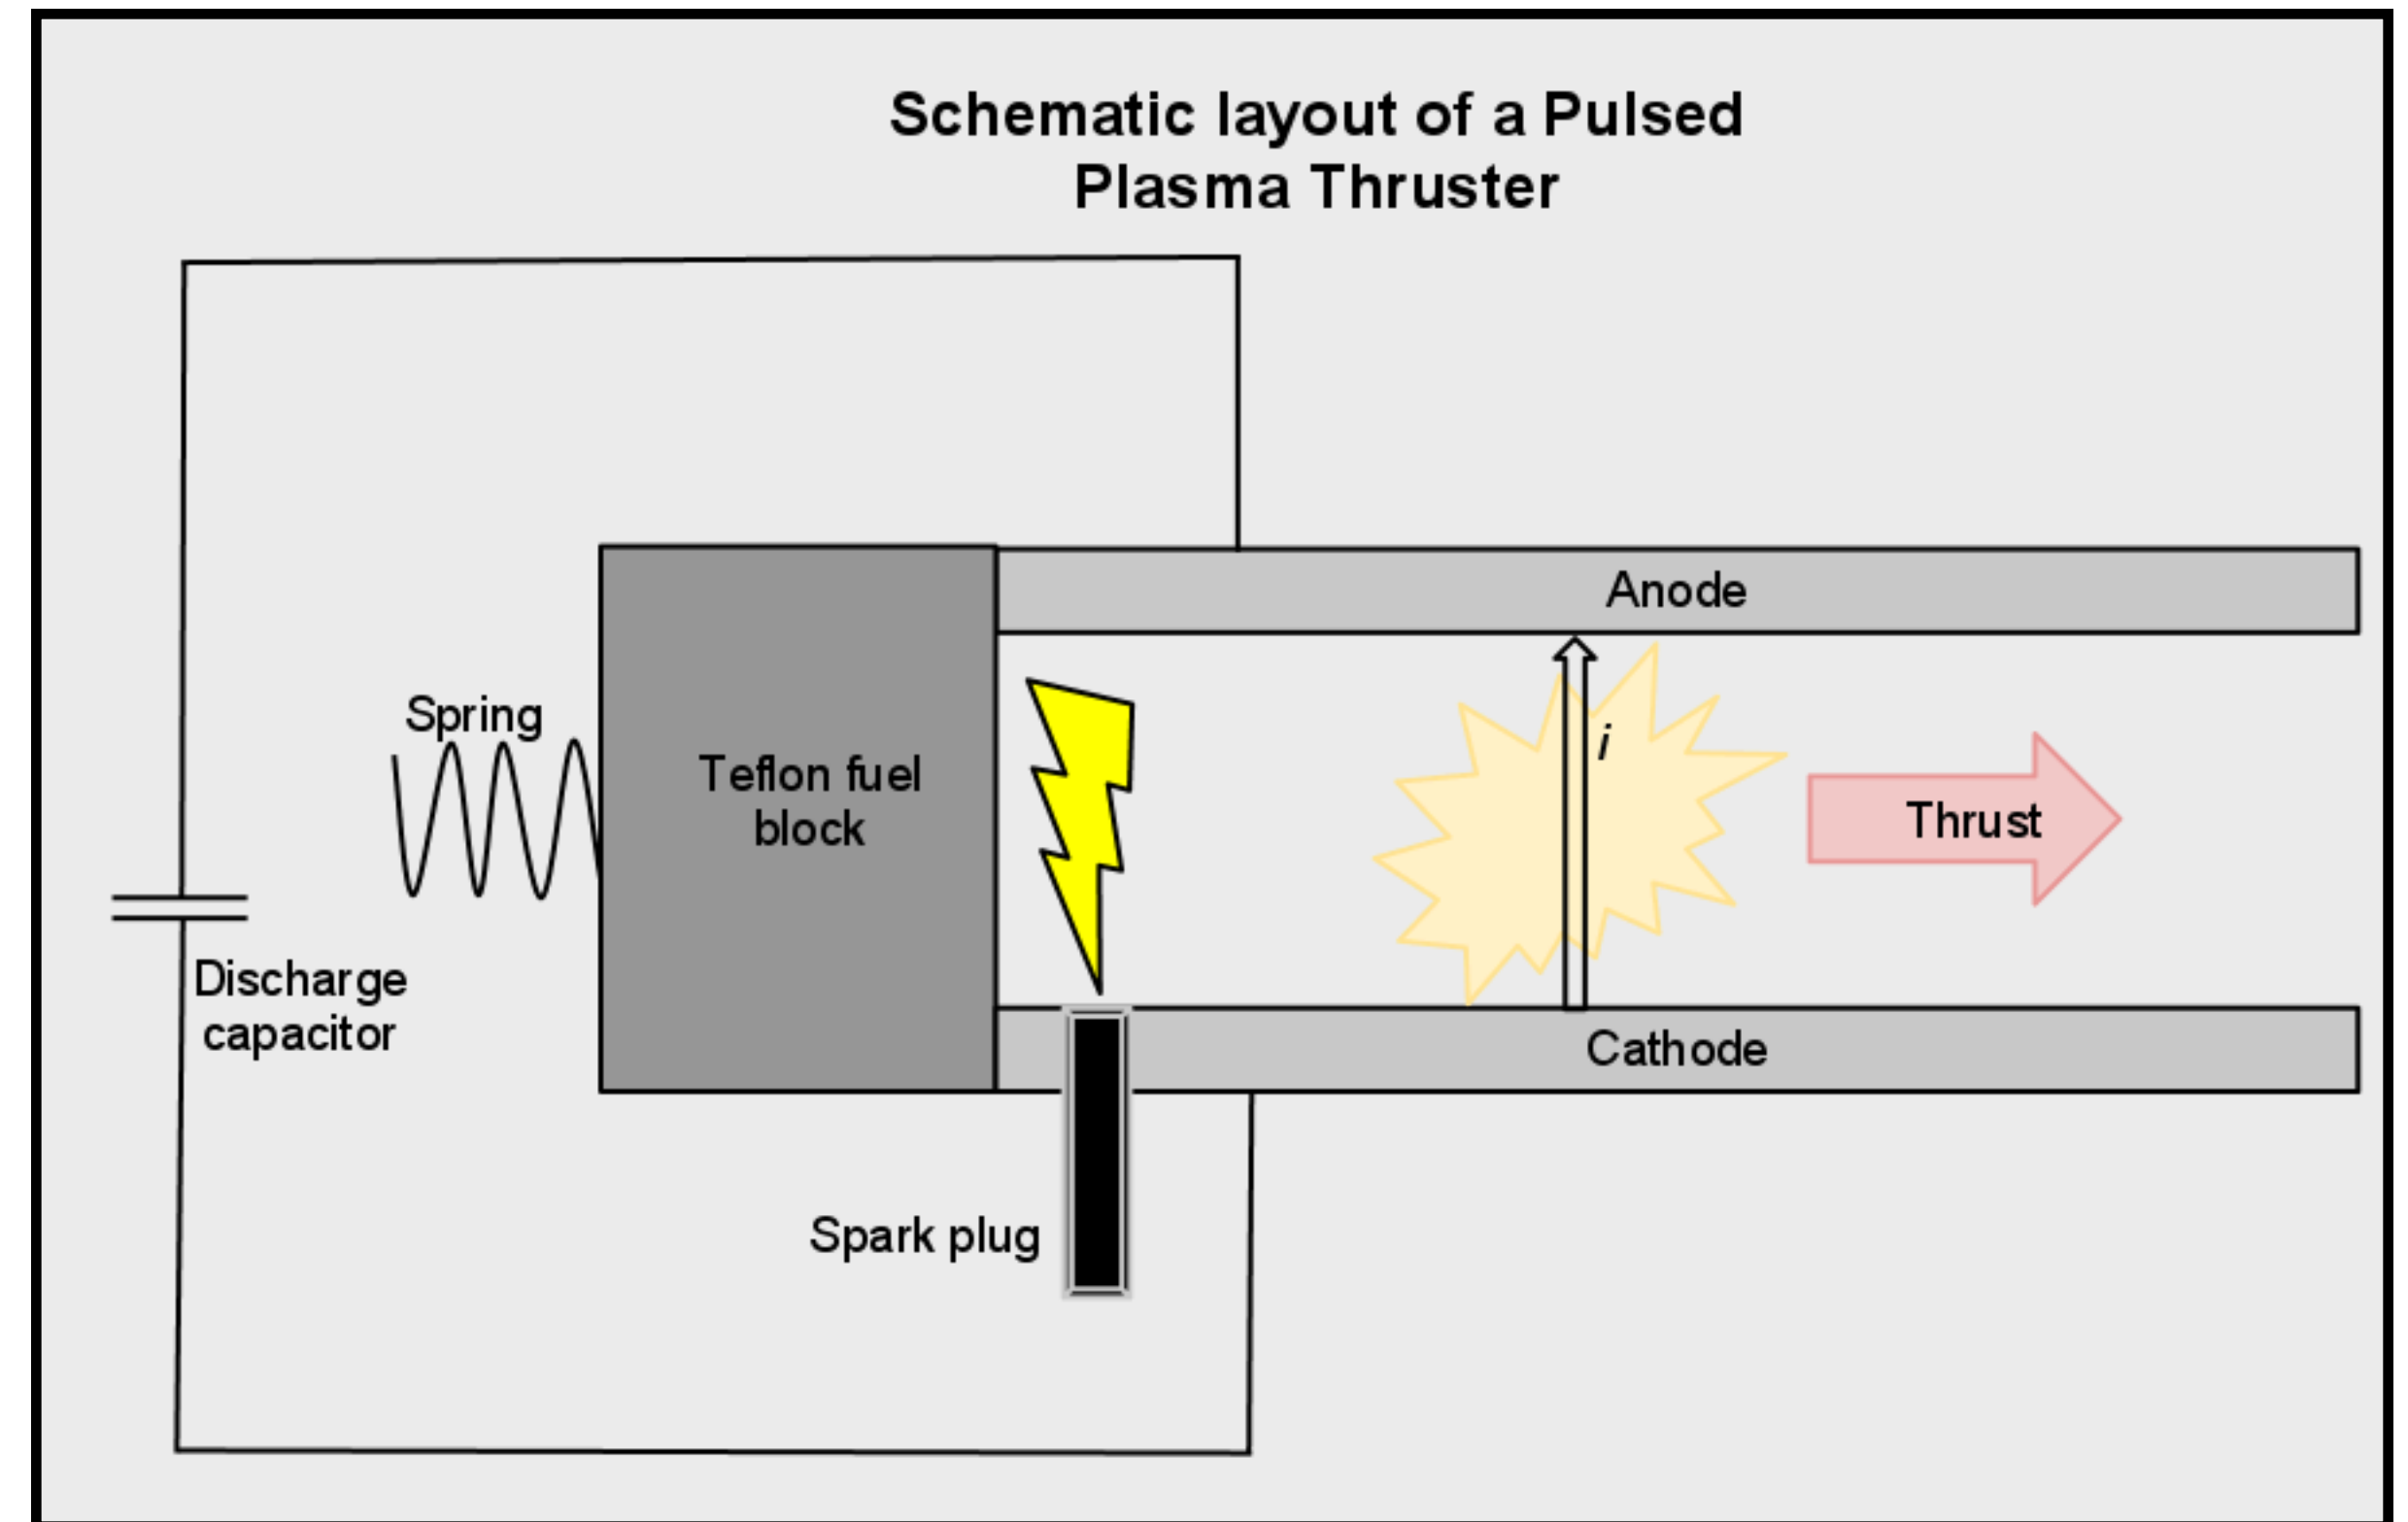 Schematic layout of a Pulsed
Plasma Thruster
Anode
Spring
i
Teflon fuel
block
Thrust
Discharge
capacitor
Cathode
Spark plug